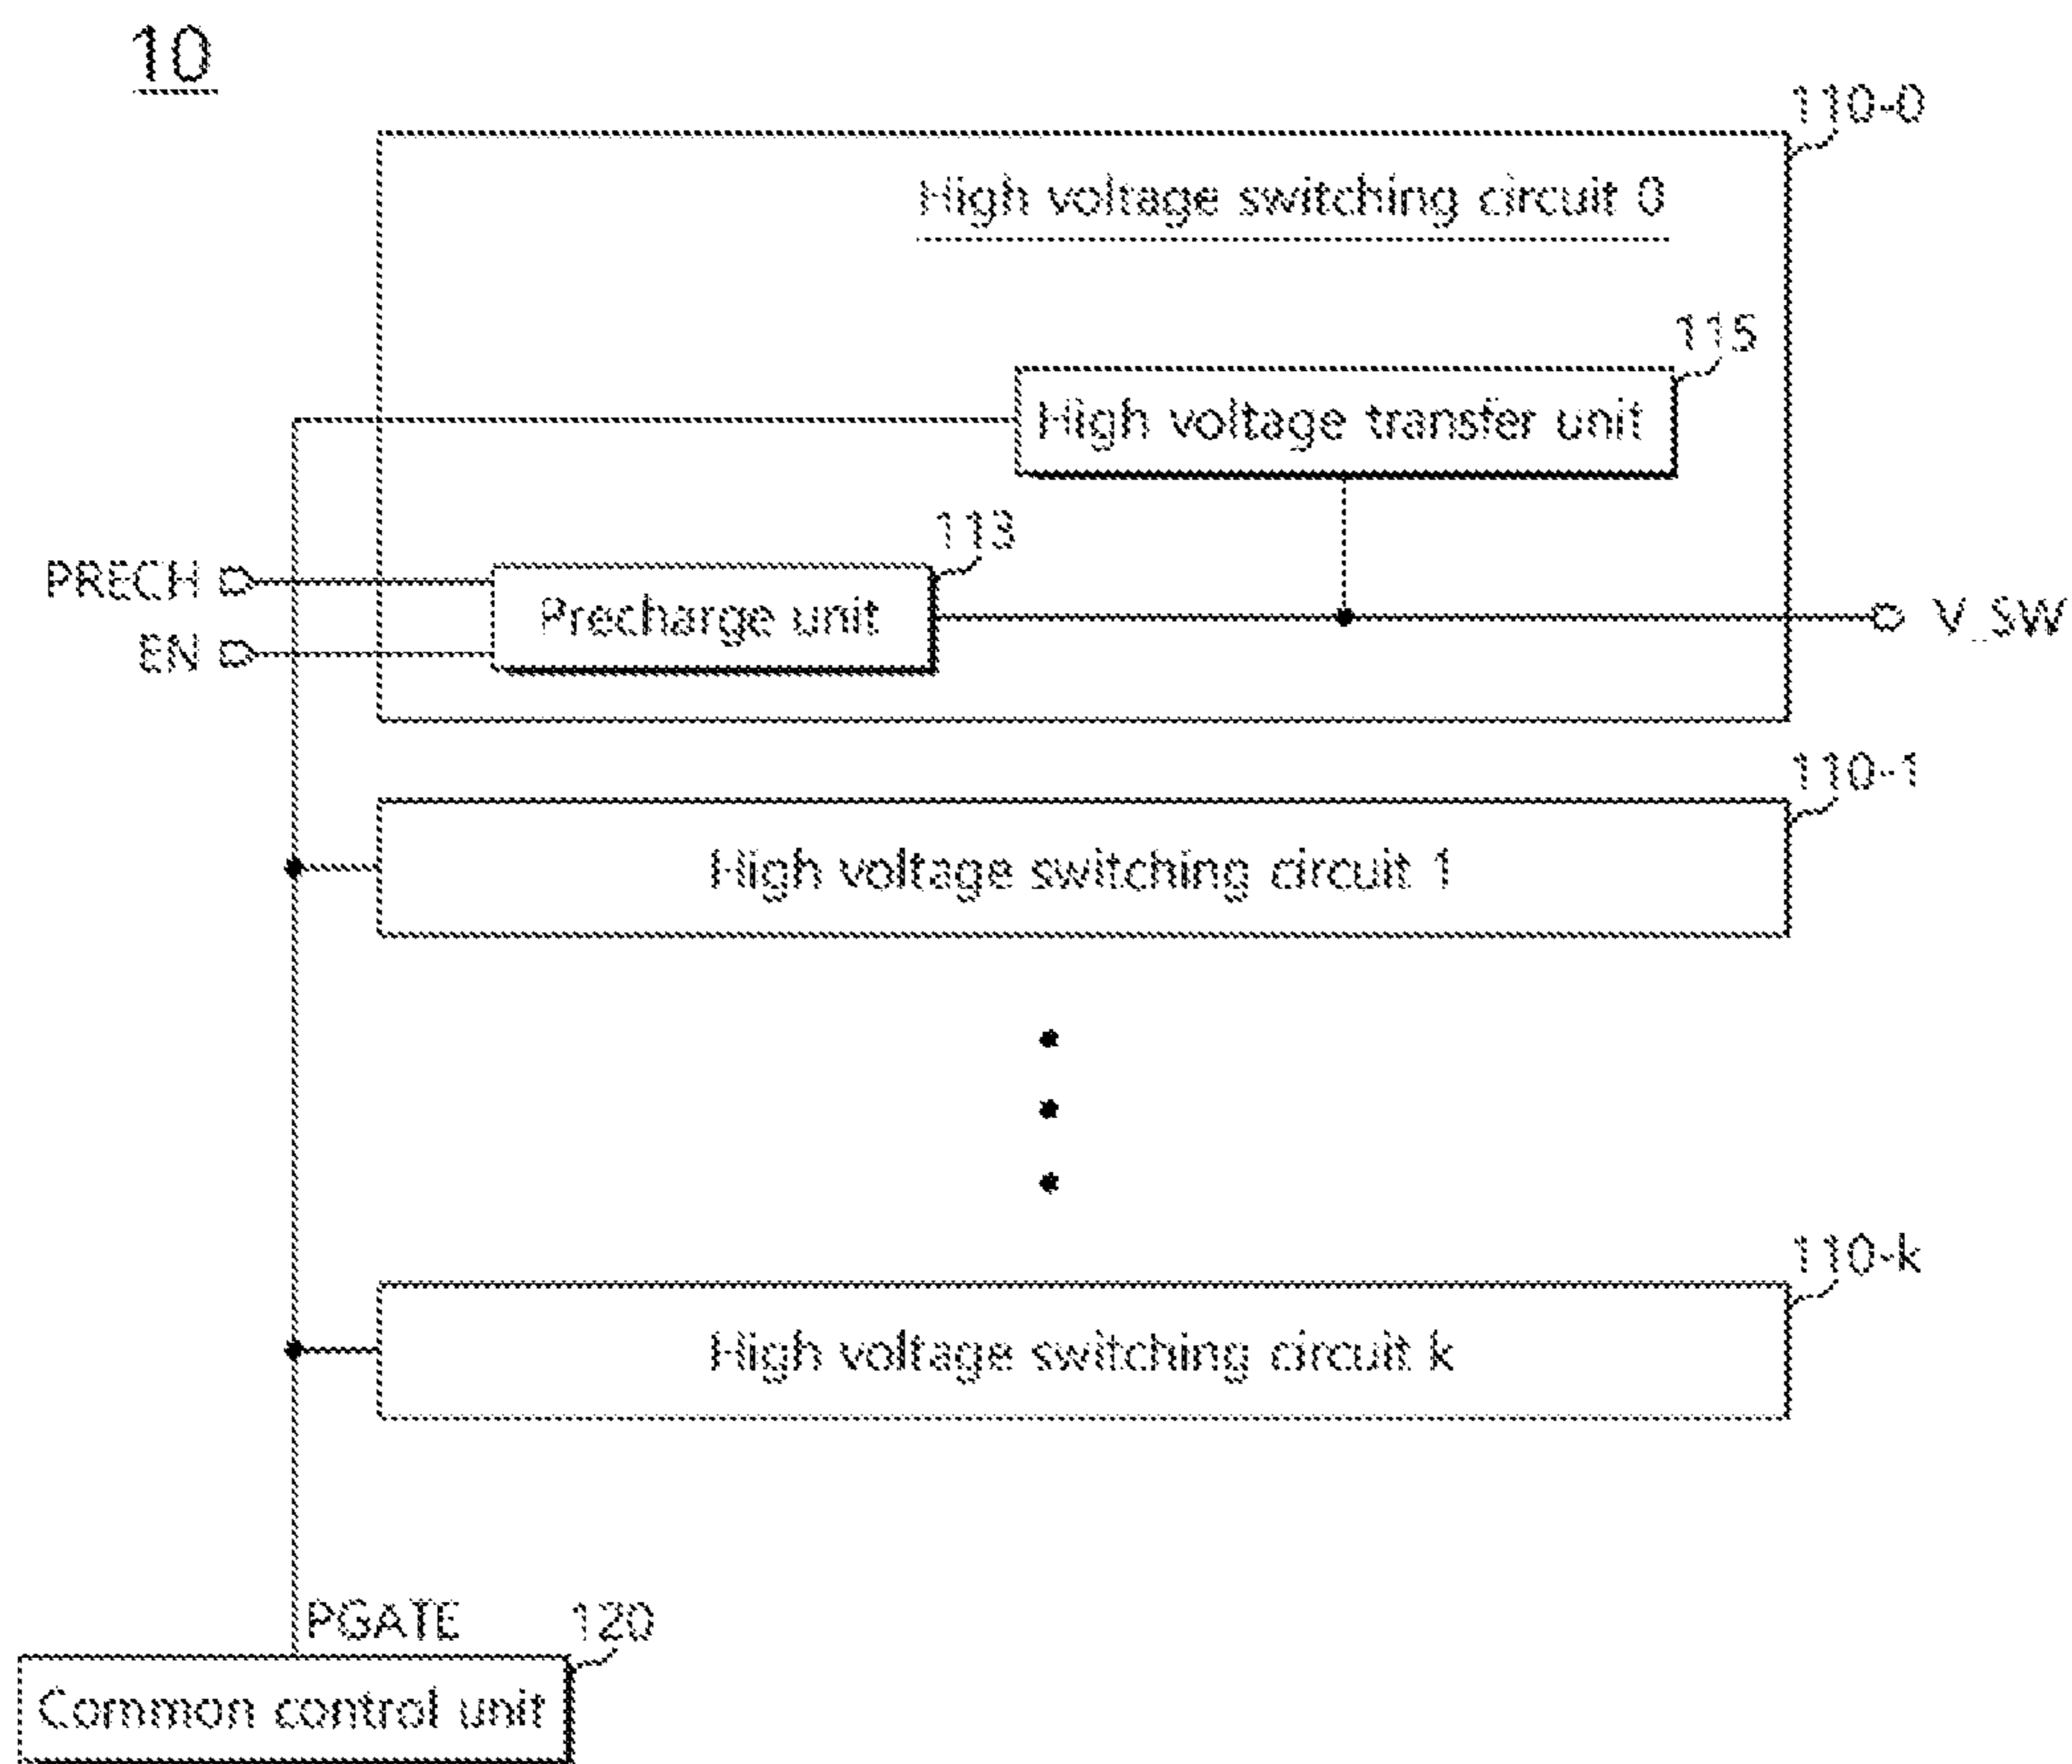 10
110-0
High voltage switching circuit 0
115
High voltage transfer unit
113
PRECH
Precharge unit
V_SW
EN
110-1
High voltage switching circuit 1
110-k
High voltage switching circuit k
PGATE
120
Common control unit